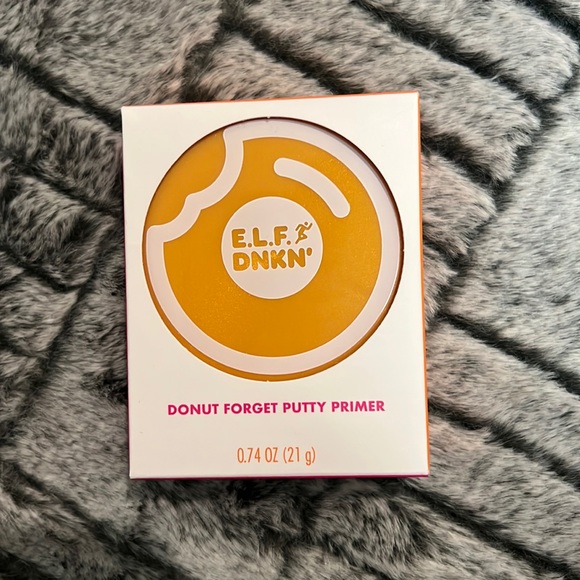 E.L.F.
DNKN'
DONUT FORGET PUTTY PRIMER
0.74 OZ (21 g)